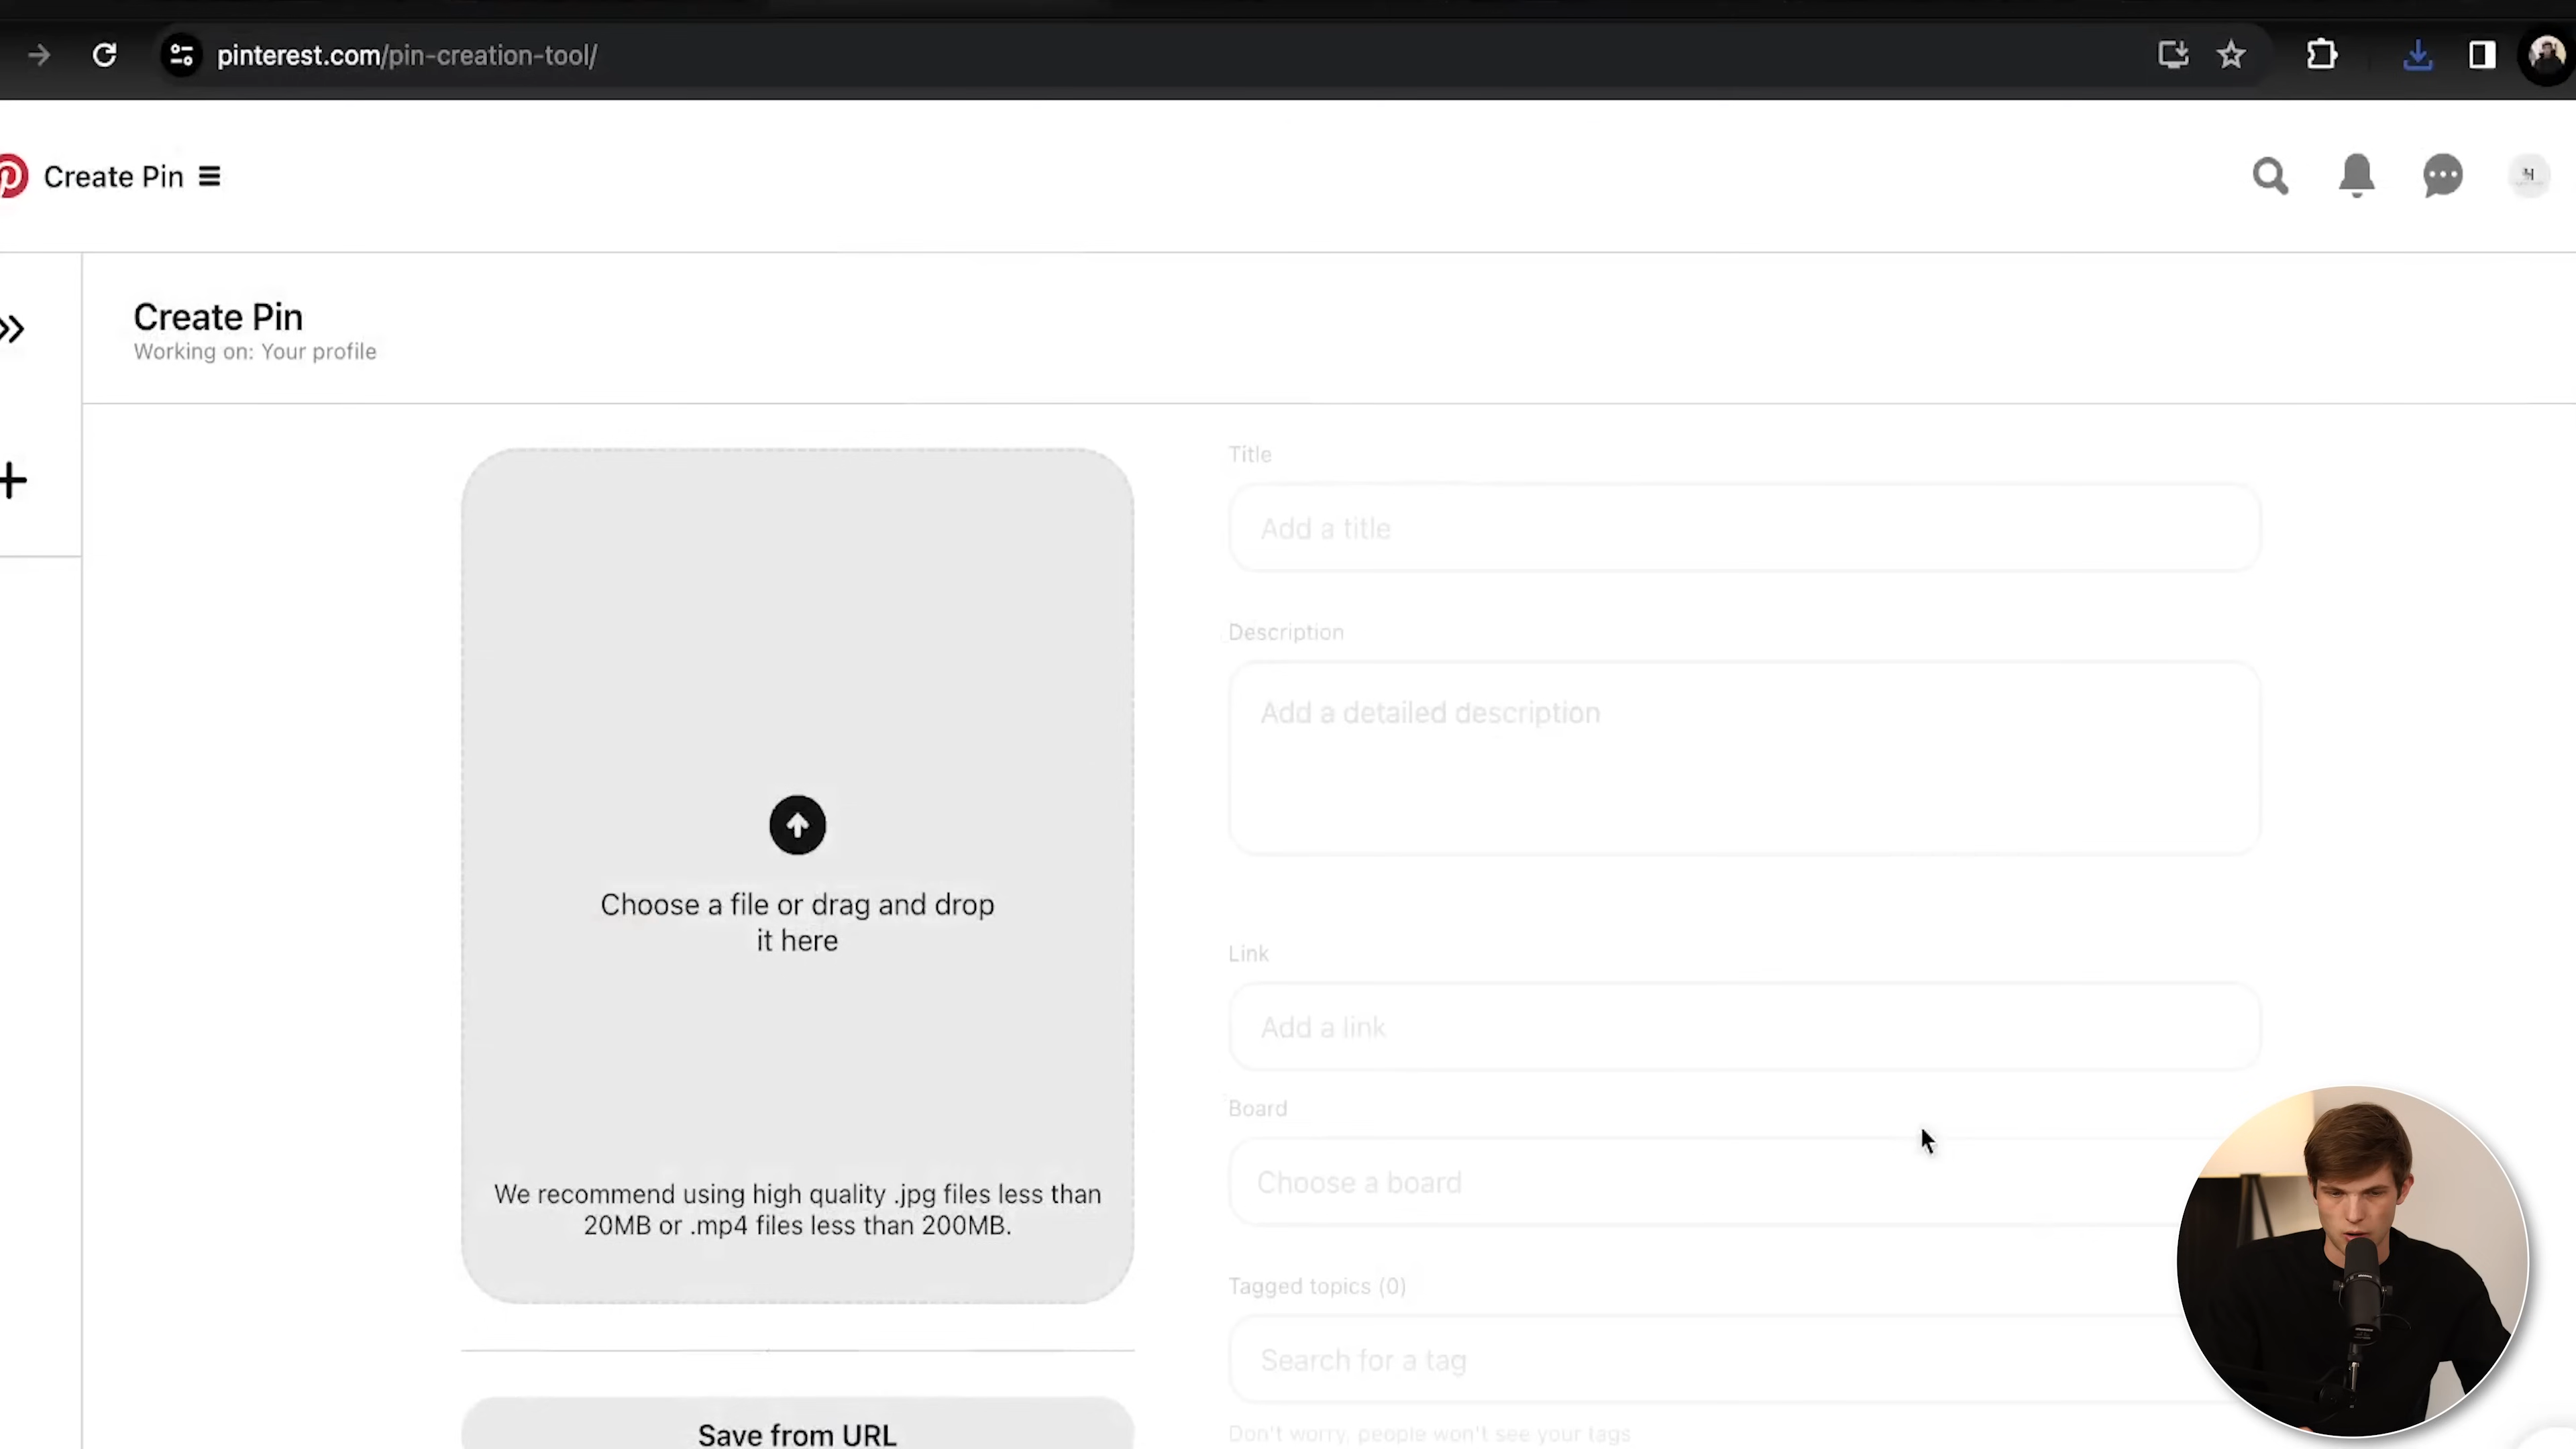 pinterest.com/pin-creation-tool/
Create Pin
Create Pin
Working on: Your profile
Choose a file or drag and drop
it here
We recommend using high quality .jpg files less than
20MB or .mp4 files less than 200MB.
Save from URL
Title
Add a title
Description
Add a detailed description
Link
Add a link
Board
Choose a board
Tagged topics (0)
Search for a tag
Don't worry, people won't see your tags